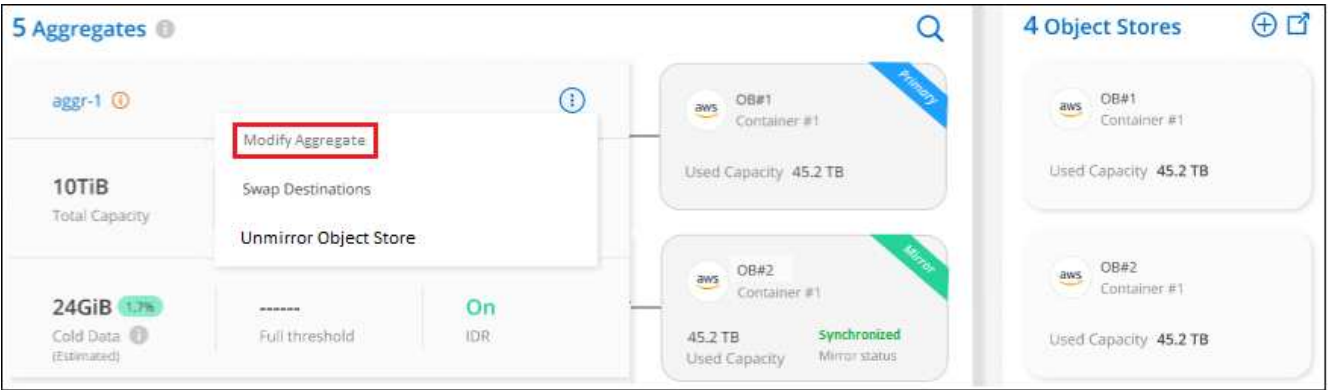 5 Aggregates
4 Object Stores
aggr-1
Modify Aggregate
Swap Destinations
Unmirror Object Store
10TiB
Total Capacity
24GiB 1.7%
Cold Data
(Estimated)
------
Full threshold
On
IDR
Primary
aws
OB#1
Container #1
Used Capacity 45.2 TB
Mirror
aws
OB#2
Container #1
45.2 TB
Used Capacity
Synchronized
Mirror status
aws
OB#1
Container #1
Used Capacity 45.2 TB
aws
OB#2
Container #1
Used Capacity 45.2 TB